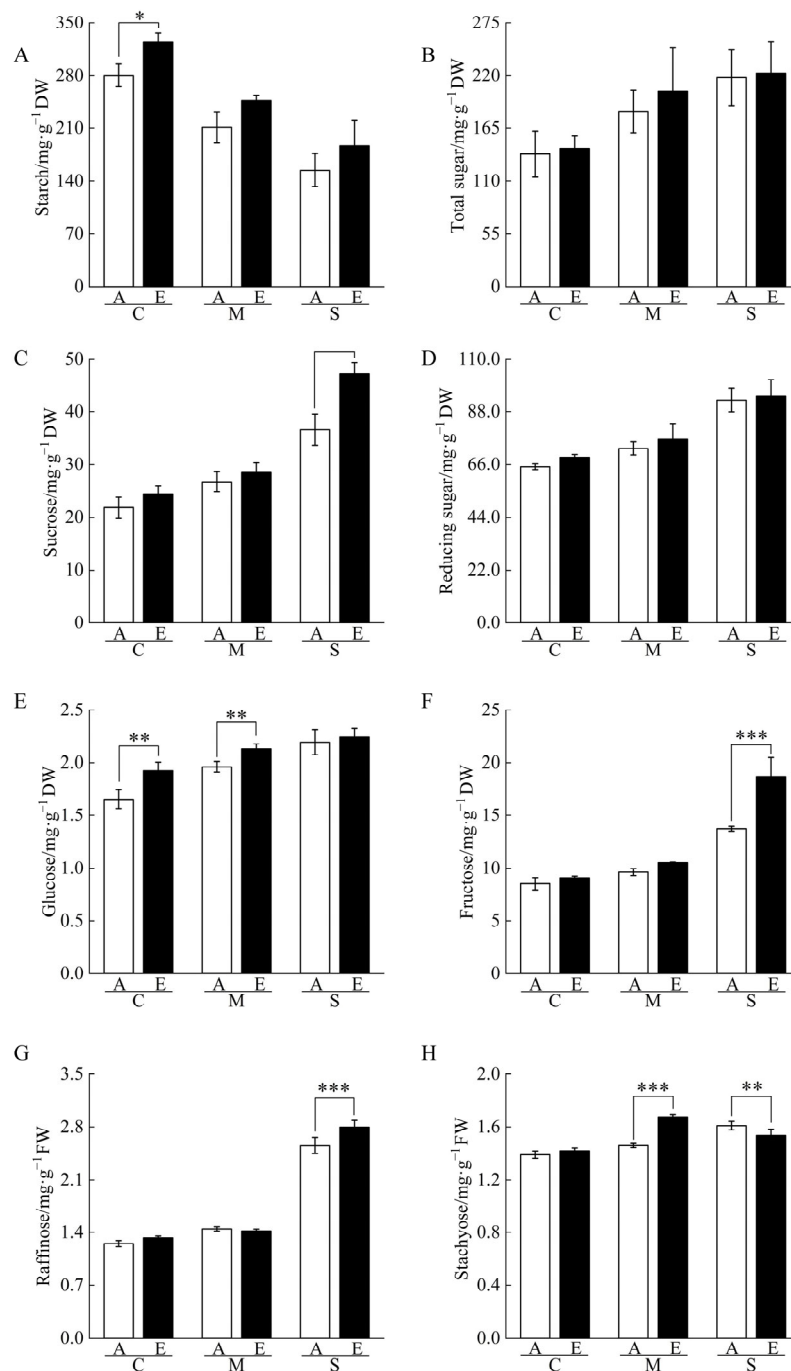 A
Starch/mg·g⁻¹DW
350
280
210
140
70
0
*
A E A E A E
C M S
B
Total sugar/mg·g⁻¹DW
275
220
165
110
55
0
A E A E A E
C M S
C
Sucrose/mg·g⁻¹DW
50
40
30
20
10
0
A E A E A E
C M S
D
Reducing sugar/mg·g⁻¹DW
110.0
88.0
66.0
44.0
22.0
0.0
A E A E A E
C M S
E
Glucose/mg·g⁻¹DW
2.5
2.0
1.5
1.0
0.5
0.0
** **
A E A E A E
C M S
F
Fructose/mg·g⁻¹DW
25
20
15
10
5
0
***
A E A E A E
C M S
G
Raffinose/mg·g⁻¹FW
3.5
2.8
2.1
1.4
0.7
0.0
***
A E A E A E
C M S
H
Stachyose/mg·g⁻¹FW
2.0
1.6
1.2
0.8
0.4
0.0
*** **
A E A E A E
C M S